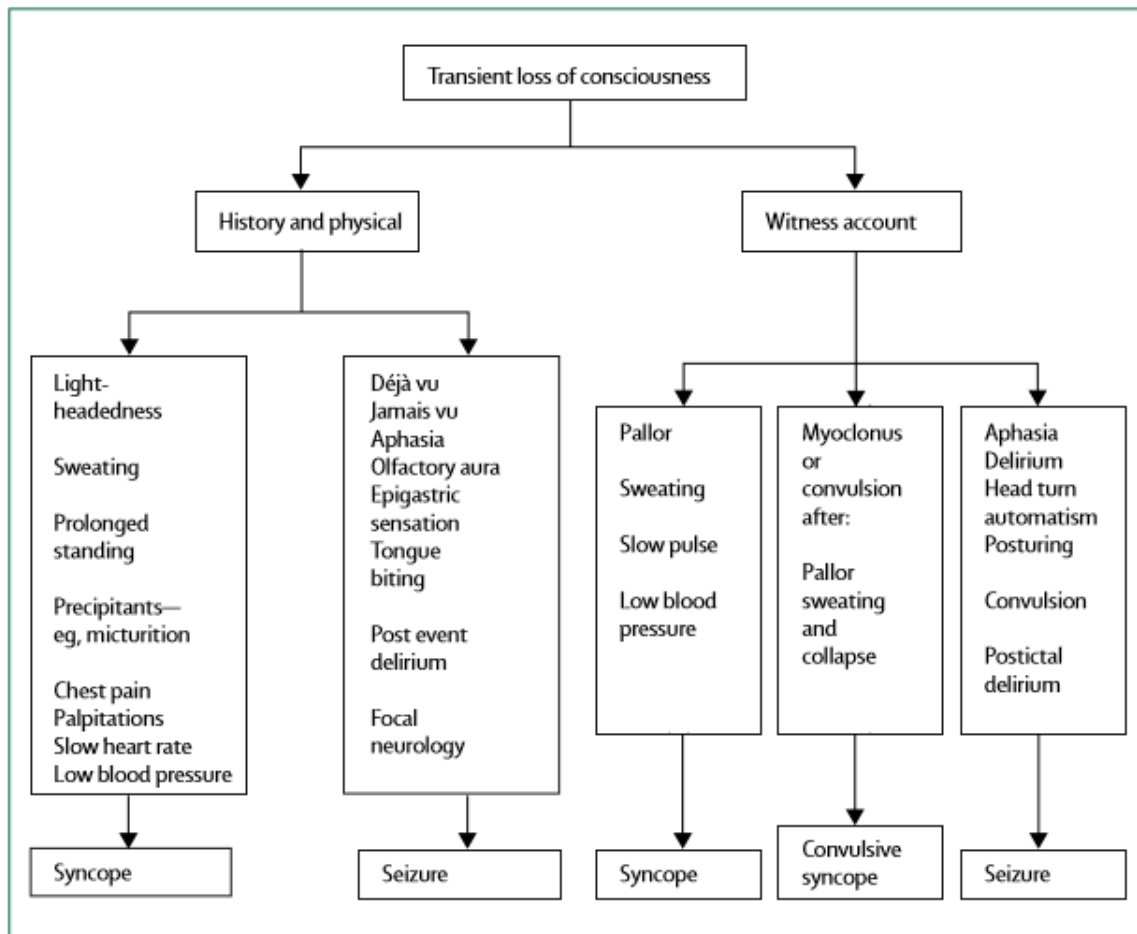 Transient loss of consciousness
History and physical
Witness account
Light-
headedness
Sweating
Prolonged
standing
Precipitants—
eg, micturition
Chest pain
Palpitations
Slow heart rate
Low blood pressure
Déjà vu
Jamais vu
Aphasia
Olfactory aura
Epigastric
sensation
Tongue
biting
Post event
delirium
Focal
neurology
Pallor
Sweating
Slow pulse
Low blood
pressure
Myoclonus
or
convulsion
after:
Pallor
sweating
and
collapse
Aphasia
Delirium
Head turn
automatism
Posturing
Convulsion
Postictal
delirium
Syncope
Seizure
Syncope
Convulsive
syncope
Seizure